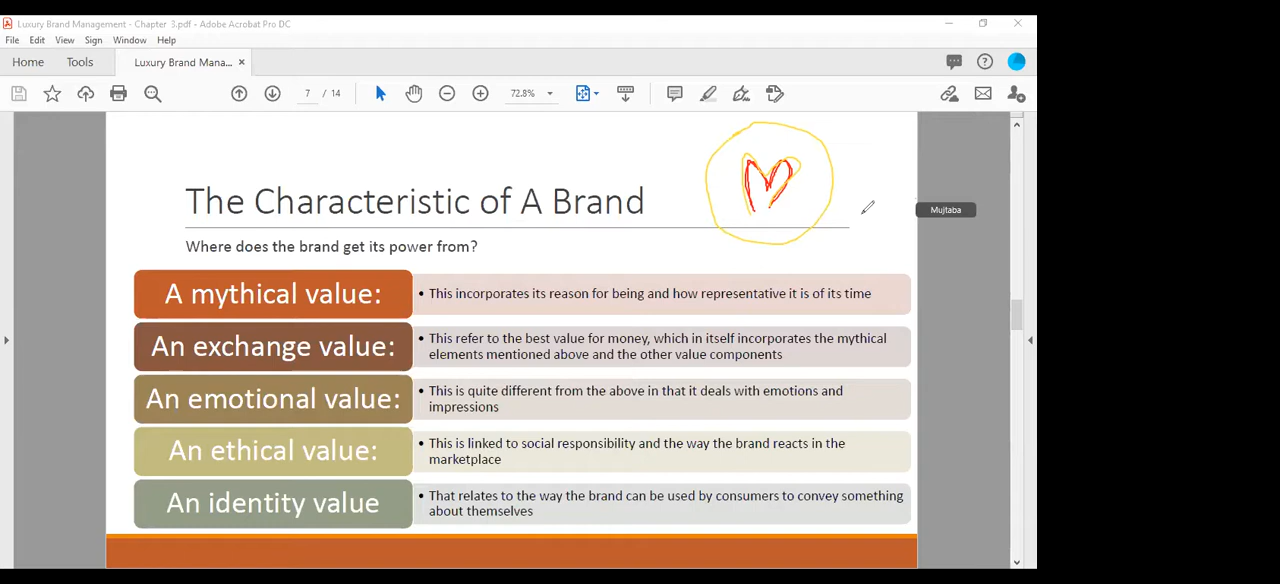 Luxury Brand Management - Chapter 3.pdf - Adobe Acrobat Pro DC
File Edit View Sign Window Help
Home Tools Luxury Brand Mana... ×
7 / 14 72.8%
The Characteristic of A Brand
Mujtaba
Where does the brand get its power from?
A mythical value:
• This incorporates its reason for being and how representative it is of its time
An exchange value:
• This refer to the best value for money, which in itself incorporates the mythical
elements mentioned above and the other value components
An emotional value:
• This is quite different from the above in that it deals with emotions and
impressions
An ethical value:
• This is linked to social responsibility and the way the brand reacts in the
marketplace
An identity value
• That relates to the way the brand can be used by consumers to convey something
about themselves